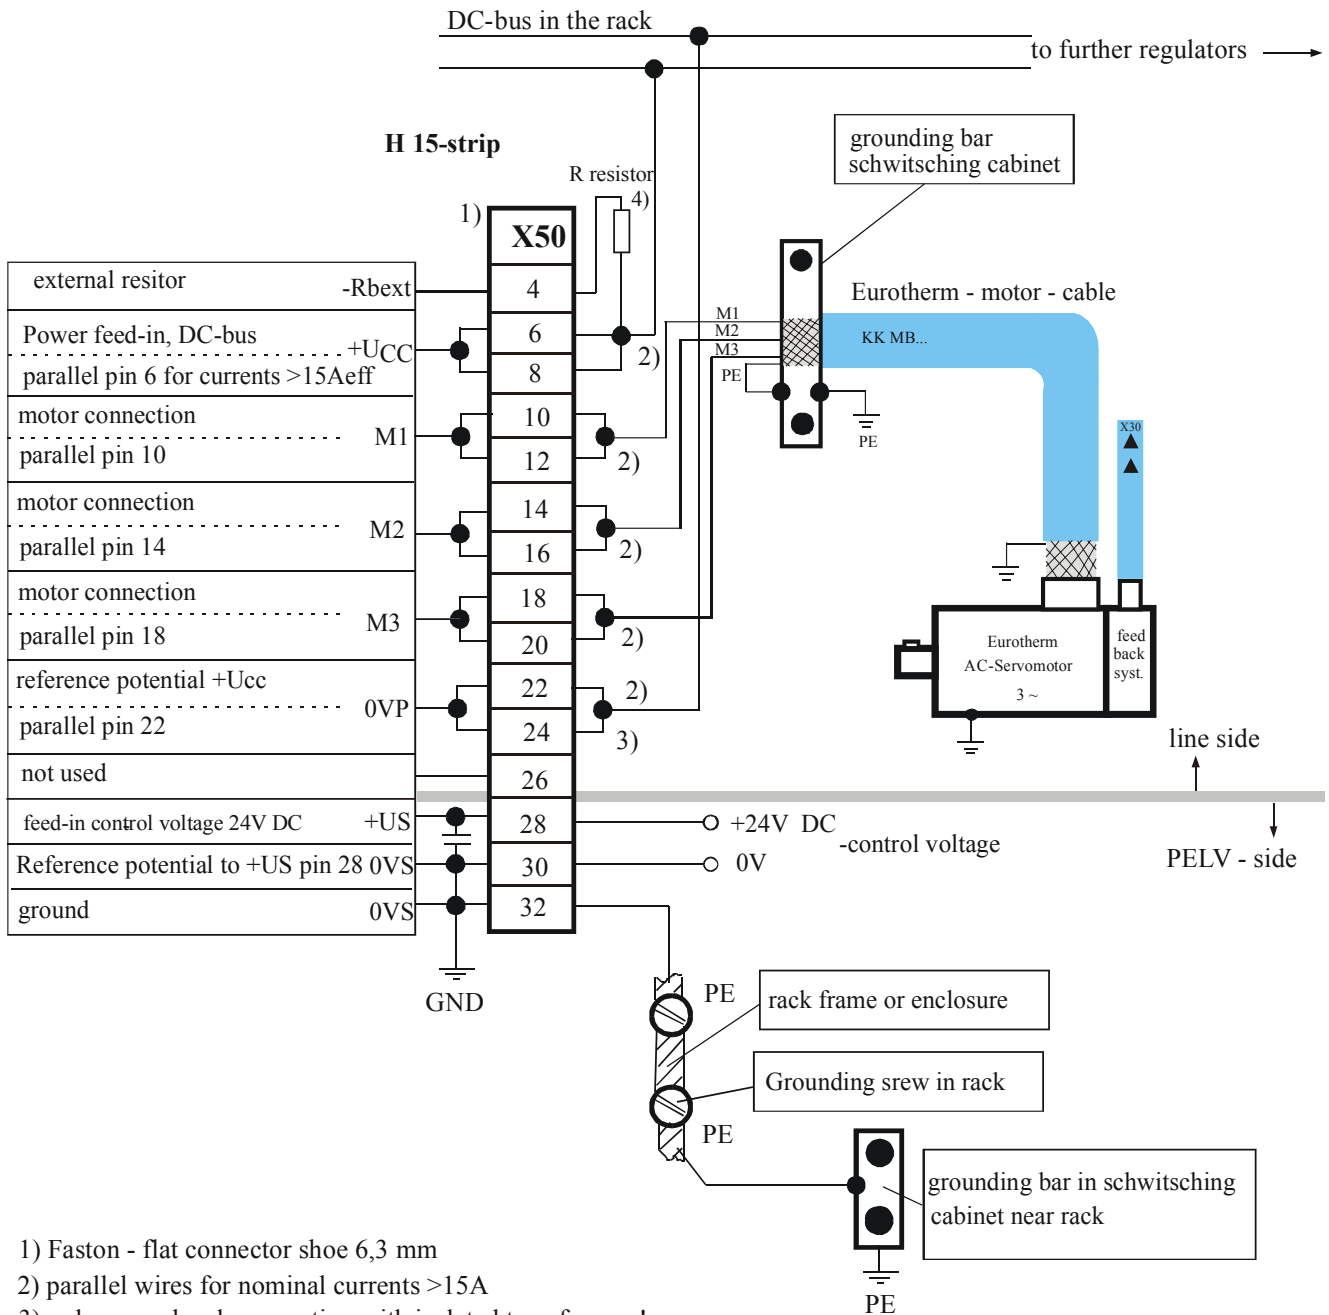 DC-bus in the rack
to further regulators
H 15-strip
grounding bar
schwitsching cabinet
R resistor
4)
1)
X50
external resitor
-Rbext
4
Eurotherm - motor - cable
M1
M2
M3
PE
KK MB...
Power feed-in, DC-bus
+UCC
parallel pin 6 for currents >15Aeff
6
8
2)
PE
X30
motor connection
M1
parallel pin 10
10
12
2)
motor connection
M2
parallel pin 14
14
16
2)
motor connection
M3
parallel pin 18
18
20
2)
Eurotherm
AC-Servomotor
3 ~
feed
back
syst.
reference potential +Ucc
0VP
parallel pin 22
22
24
2)
3)
not used
26
line side
feed-in control voltage 24V DC
+US
28
+24V DC
-control voltage
PELV - side
Reference potential to +US pin 28 0VS
30
0V
ground
0VS
32
GND
PE
rack frame or enclosure
Grounding srew in rack
PE
grounding bar in schwitsching
cabinet near rack
PE
1) Faston - flat connector shoe 6,3 mm
2) parallel wires for nominal currents >15A